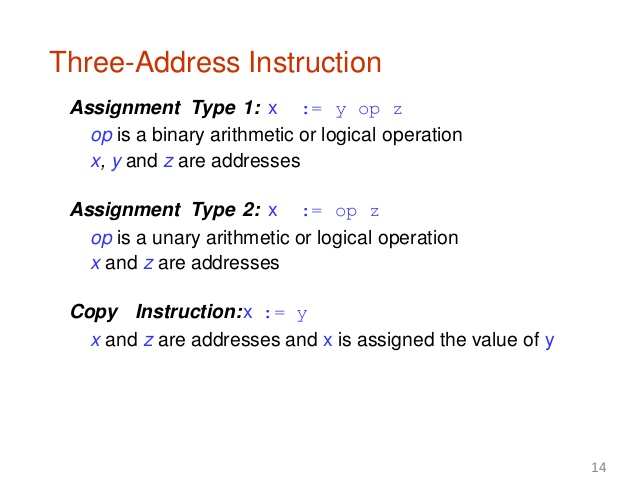 Three-Address Instruction
Assignment Type 1: x := y op z
op is a binary arithmetic or logical operation
x, y and z are addresses
Assignment Type 2: x := op z
op is a unary arithmetic or logical operation
x and z are addresses
Copy Instruction:x := y
x and z are addresses and x is assigned the value of y
14